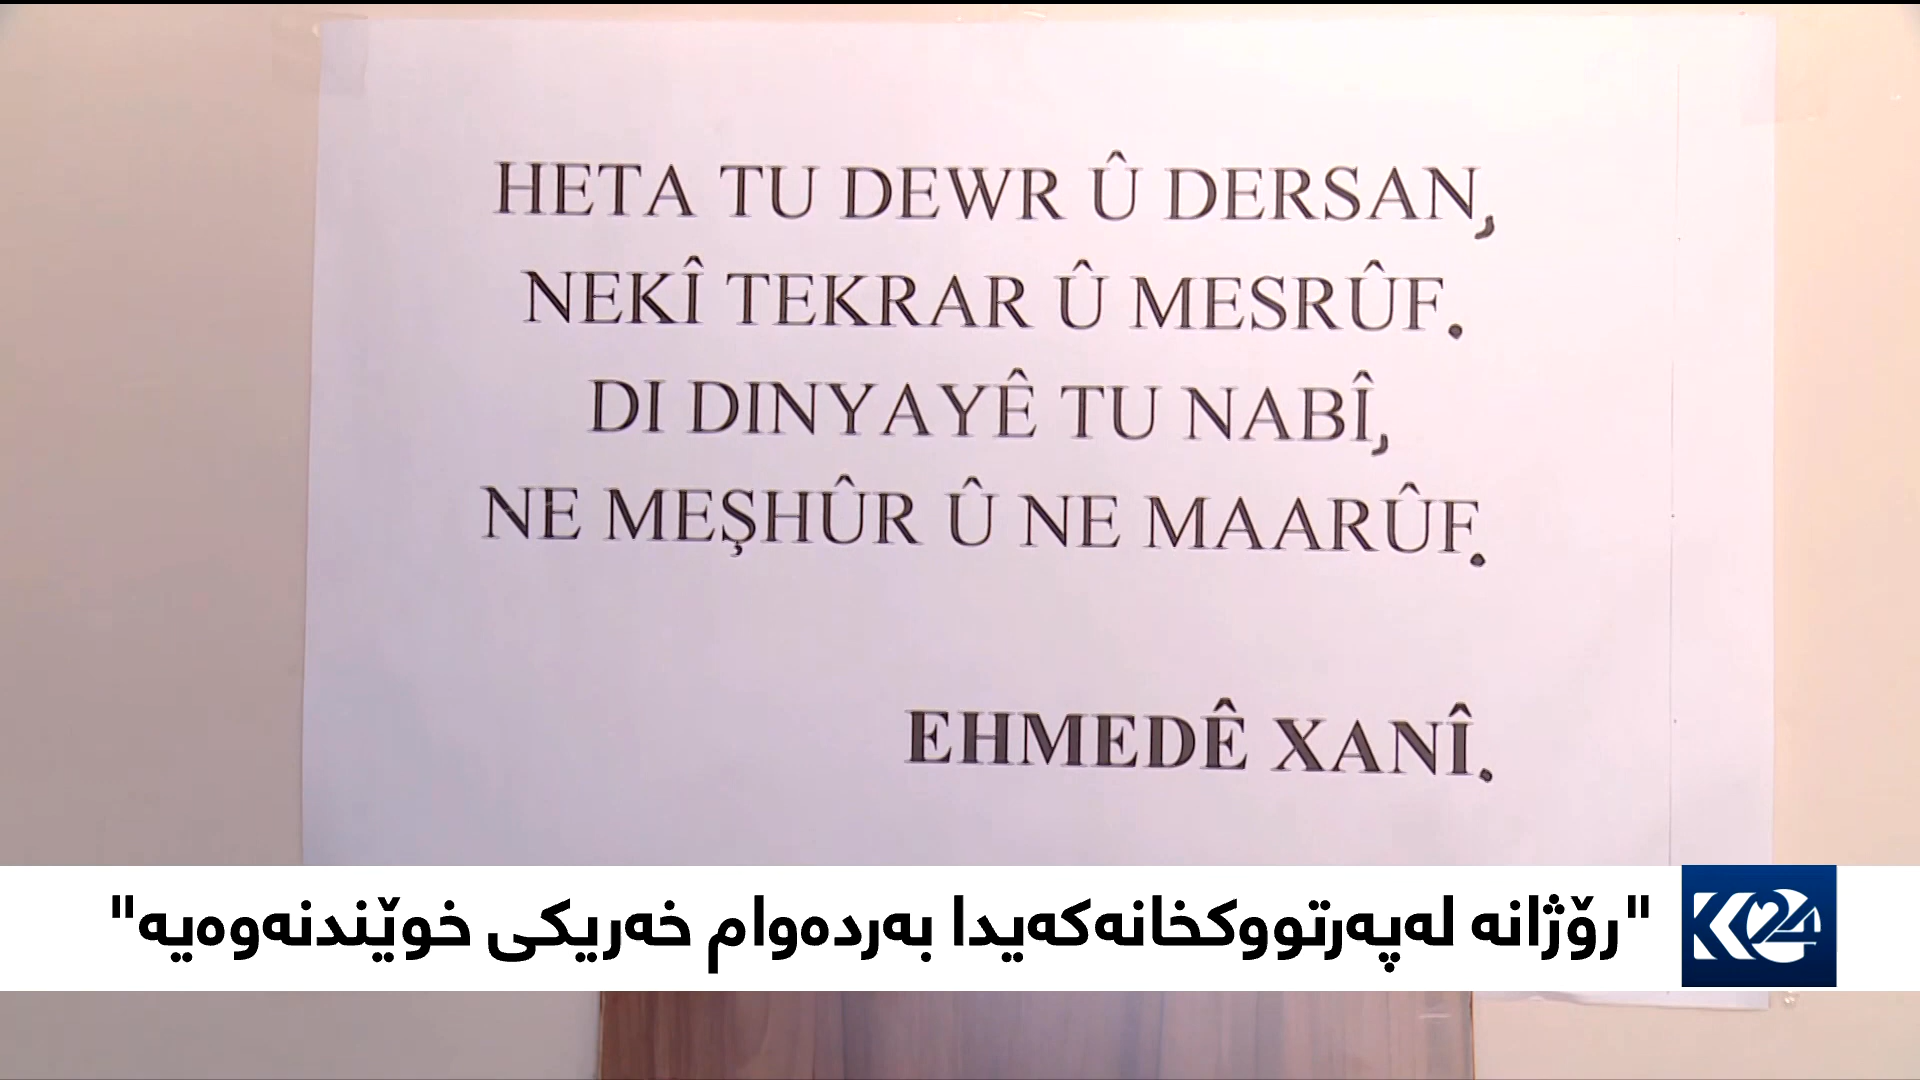 HETA TU DEWR Û DERSAN,
NEKÎ TEKRAR Û MESRÛF.
DI DINYAYÊ TU NABÎ,
NE MEŞHÛR Û NE MAARÛF.
EHMEDÊ XANÎ.
"رۆژانە لەپەرتووکخانەکەیدا بەردەوام خەریکی خوێندنەوەیە"
K24